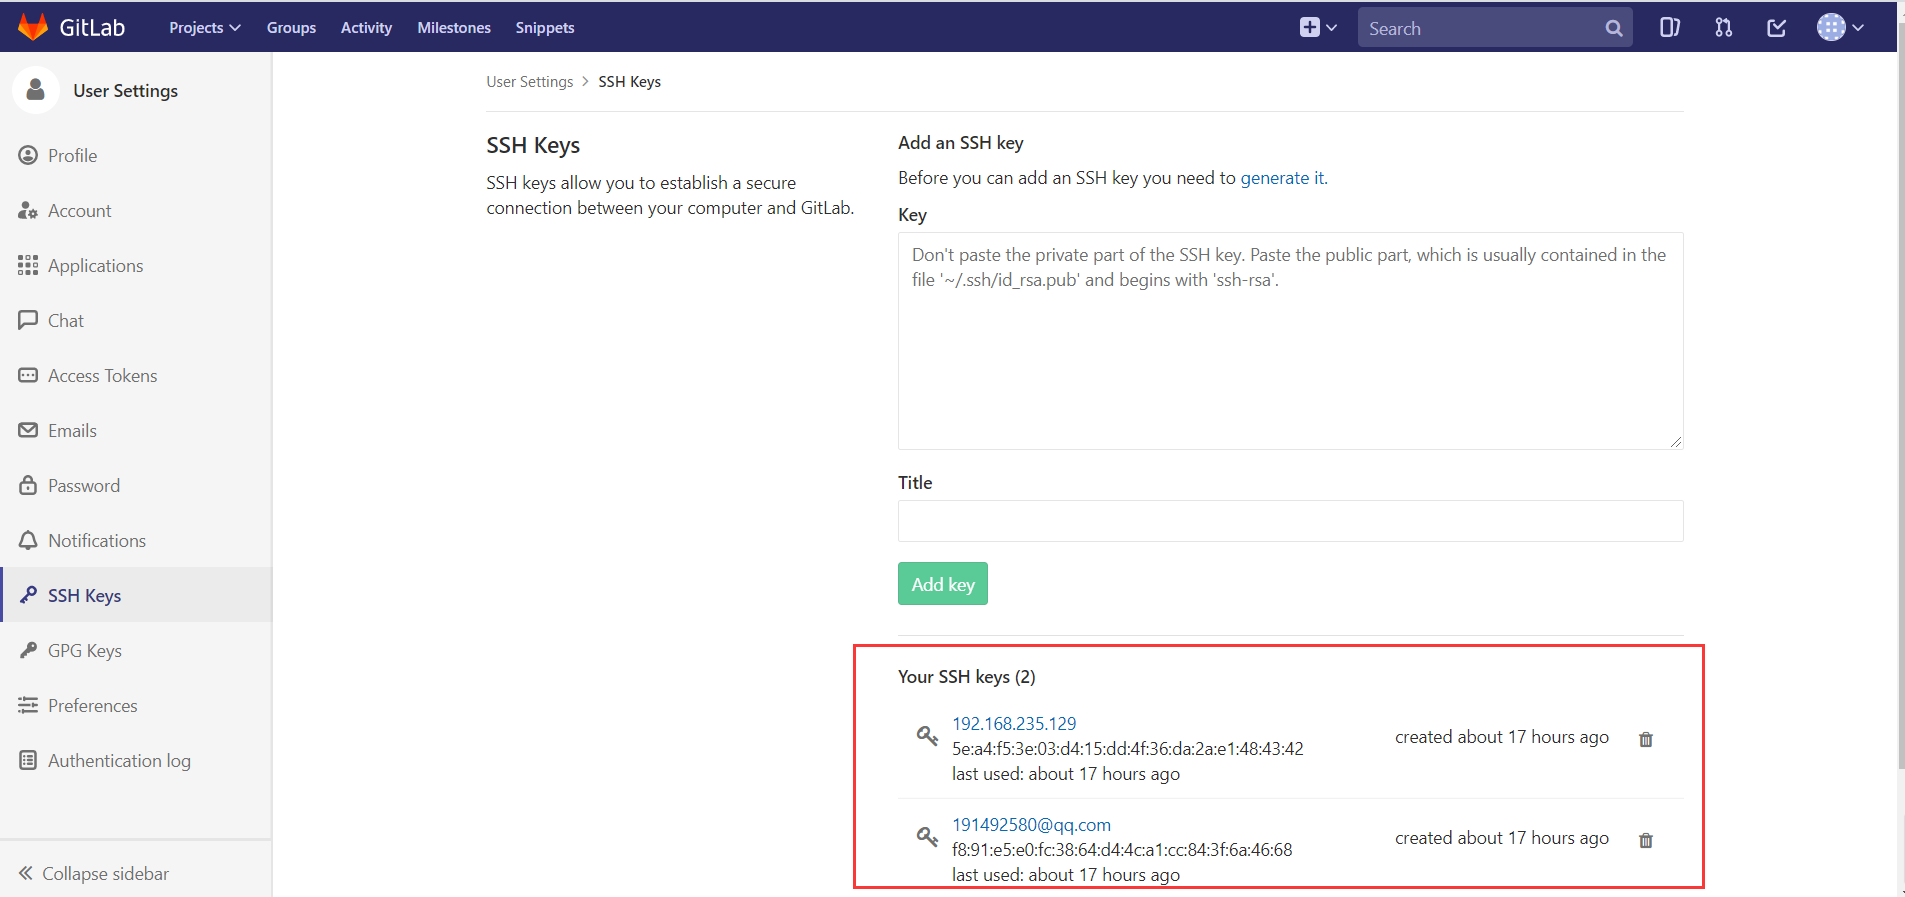 GitLab
Projects
Groups
Activity
Milestones
Snippets
Search
User Settings
Profile
Account
Applications
Chat
Access Tokens
Emails
Password
Notifications
SSH Keys
GPG Keys
Preferences
Authentication log
Collapse sidebar
User Settings > SSH Keys
SSH Keys
SSH keys allow you to establish a secure
connection between your computer and GitLab.
Add an SSH key
Before you can add an SSH key you need to generate it.
Key
Don't paste the private part of the SSH key. Paste the public part, which is usually contained in the
file '~/.ssh/id_rsa.pub' and begins with 'ssh-rsa'.
Title
Add key
Your SSH keys (2)
192.168.235.129
5e:a4:f5:3e:03:d4:15:dd:4f:36:da:2a:e1:48:43:42
last used: about 17 hours ago
created about 17 hours ago
191492580@qq.com
f8:91:e5:e0:fc:38:64:d4:4c:a1:cc:84:3f:6a:46:68
last used: about 17 hours ago
created about 17 hours ago